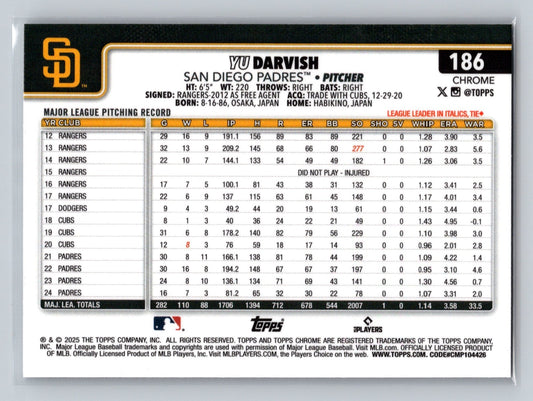 SD
YU DARVISH
SAN DIEGO PADRES™ • PITCHER
HT: 6'5" WT: 220 THROWS: RIGHT BATS: RIGHT
SIGNED: RANGERS-2012 AS FREE AGENT ACQ: TRADE WITH CUBS, 12-29-20
BORN: 8-16-86, OSAKA, JAPAN HOME: HABIKINO, JAPAN
186
CHROME
@TOPPS
MAJOR LEAGUE PITCHING RECORD LEAGUE LEADER IN ITALICS, TIE♦
YR CLUB G W L IP H R ER BB SO SHO SV WHIP ERA WAR
12 RANGERS 29 16 9 191.1 156 89 83 89 221 0 0 1.28 3.90 3.5
13 RANGERS 32 13 9 209.2 145 68 66 80 277 0 0 1.07 2.83 5.6
14 RANGERS 22 10 7 144.1 133 54 49 49 182 1 0 1.26 3.06 3.5
15 RANGERS DID NOT PLAY - INJURED
16 RANGERS 17 7 5 100.1 81 43 38 31 132 0 0 1.12 3.41 2.5
17 RANGERS 22 6 9 137 115 63 61 45 148 0 0 1.17 4.01 3.4
17 DODGERS 9 4 3 49.2 44 20 19 13 61 0 0 1.15 3.44 0.6
18 CUBS 8 1 3 40 36 24 22 21 49 0 0 1.43 4.95 -0.1
19 CUBS 31 6 8 178.2 140 82 79 56 229 0 0 1.10 3.98 3.0
20 CUBS 12 8 3 76 59 18 17 14 93 0 0 0.96 2.01 2.8
21 PADRES 30 8 11 166.1 138 81 78 44 199 0 0 1.09 4.22 1.4
22 PADRES 30 16 8 194.2 148 67 67 37 197 0 0 0.95 3.10 4.6
23 PADRES 24 8 10 136.1 134 71 69 43 141 0 0 1.30 4.56 0.7
24 PADRES 16 7 3 81.2 65 32 30 22 78 0 0 1.07 3.31 2.0
MAJ. LEA. TOTALS 282 110 88 1706 1394 712 678 544 2007 1 0 1.14 3.58 33.5
Topps
PLAYERS
® & © 2025 THE TOPPS COMPANY, INC. ALL RIGHTS RESERVED. TOPPS AND TOPPS CHROME ARE REGISTERED TRADEMARKS OF THE TOPPS COMPANY,
INC. Major League Baseball trademarks and copyrights are used with permission of Major League Baseball. Visit MLB.com. OFFICIALLY LICENSED PRODUCT
OF MLB. Officially Licensed Product of MLB Players, Inc. Visit MLBPLAYERS.com, the Players Choice on the web. WWW.TOPPS.COM. CODE#CMP104426